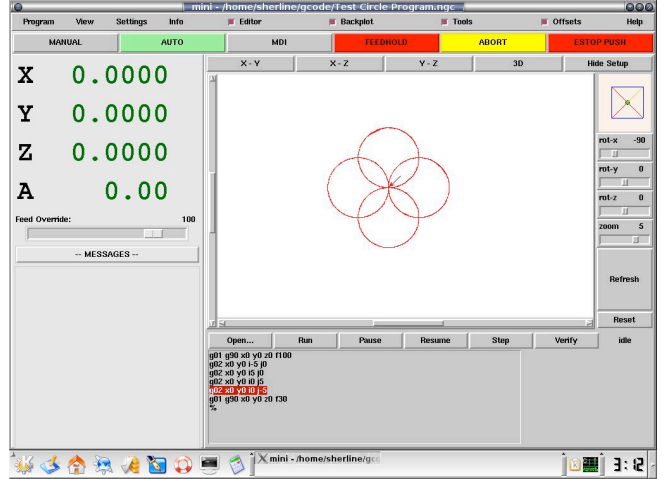 mini - /home/sherline/gcode/Test Circle Program.ngc
Program View Settings Info Editor Backplot Tools Offsets Help
MANUAL AUTO MDI FEEDHOLD ABORT ESTOP PUSH
X - Y X - Z Y - Z 3D Hide Setup
X 0.0000
Y 0.0000
Z 0.0000
A 0.00
Feed Override: 100
-- MESSAGES --
rot-x -90
rot-y 0
rot-z 0
zoom 5
Refresh
Reset
Open... Run Pause Resume Step Verify idle
g01 g90 x0 y0 z0 f100
g02 x0 y0 i-5 j0
g02 x0 y0 i5 j0
g02 x0 y0 i0 j5
g02 x0 y0 i0 j-5
g01 g90 x0 y0 z0 f30
%
mini - /home/sherline/gc
3:12